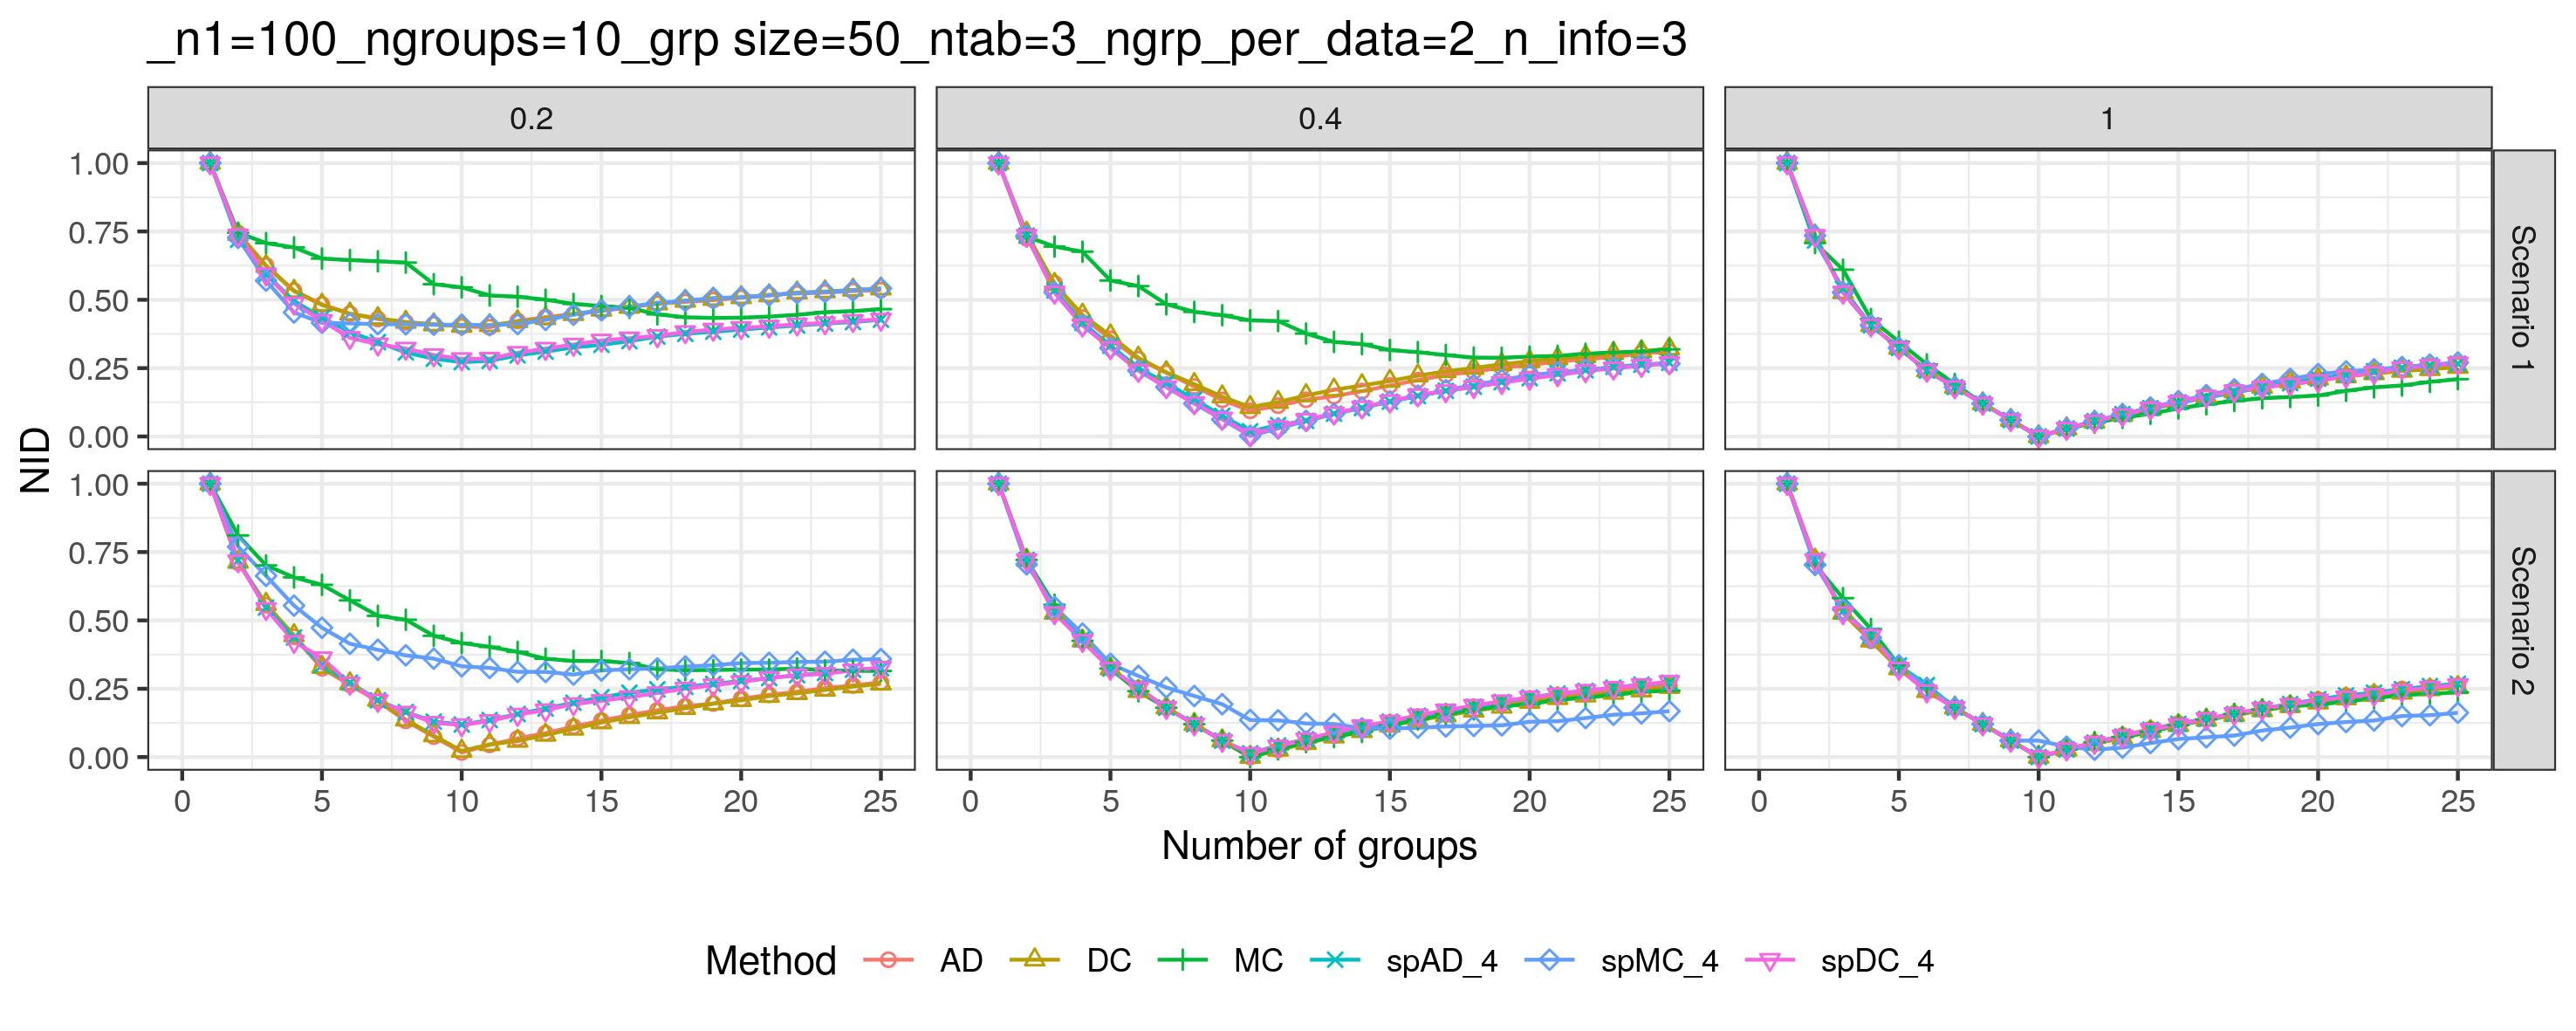 _n1=100_ngroups=10_grp size=50_ntab=3_ngrp_per_data=2_n_info=3
0.2 0.4 1
1.00
0.75
0.50
0.25
0.00
Scenario 1
NID
1.00
0.75
0.50
0.25
0.00
Scenario 2
0 5 10 15 20 25 0 5 10 15 20 25 0 5 10 15 20 25
Number of groups
Method AD DC MC spAD_4 spMC_4 spDC_4